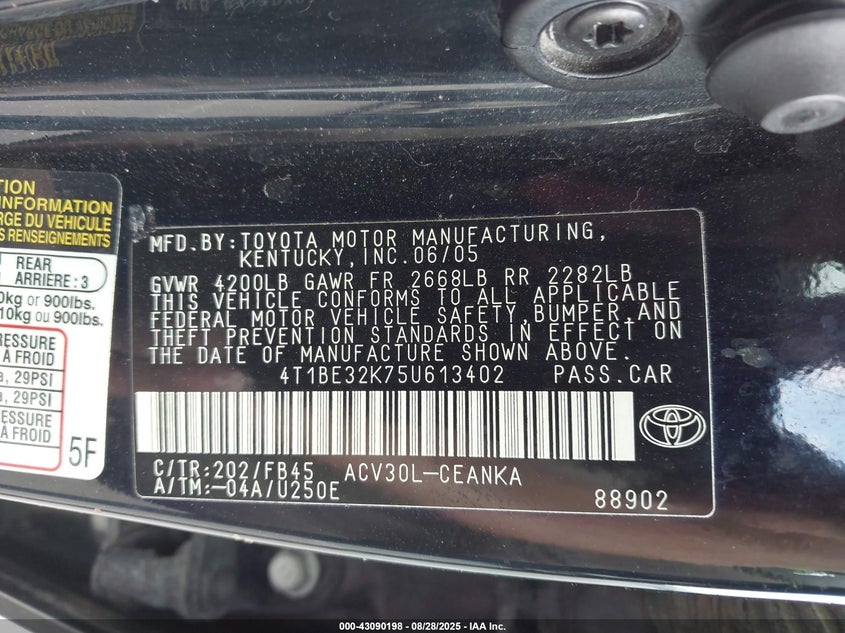 TION
INFORMATION
RGE DU VÉHICULE
S RENSEIGNEMENTS
REAR
ARRIÈRE : 3
0kg or 900lbs.
10kg ou 900lbs.
PRESSURE
À FROID
a, 29PSI
a, 29PSI
PRESSURE
À FROID
5F
MFD. BY: TOYOTA MOTOR MANUFACTURING,
KENTUCKY, INC. 06/05
GVWR 4200LB GAWR FR 2668LB RR 2282LB
THIS VEHICLE CONFORMS TO ALL APPLICABLE
FEDERAL MOTOR VEHICLE SAFETY, BUMPER, AND
THEFT PREVENTION STANDARDS IN EFFECT ON
THE DATE OF MANUFACTURE SHOWN ABOVE.
4T1BE32K75U613402 PASS. CAR
C/TR: 202/FB45 ACV30L-CEANKA
A/TM: -04A/U250E 88902
000-43090198 - 08/28/2025 - IAA Inc.